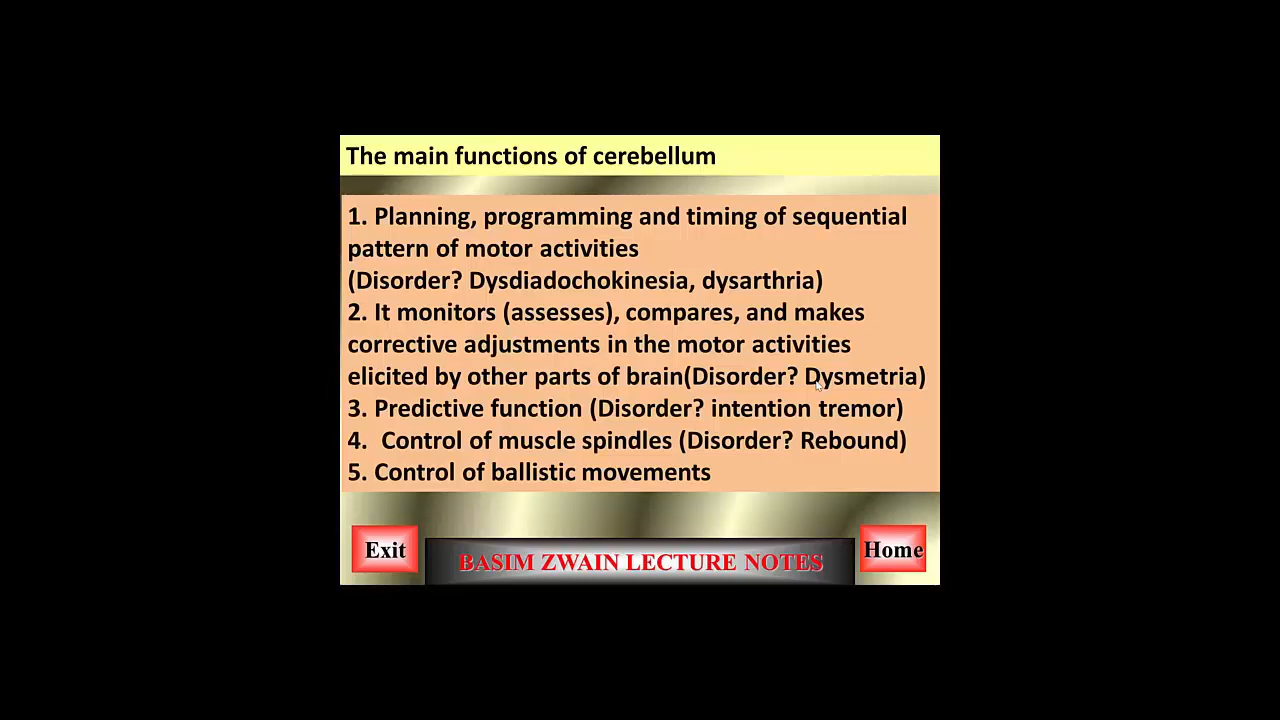 The main functions of cerebellum
1. Planning, programming and timing of sequential
pattern of motor activities
(Disorder? Dysdiadochokinesia, dysarthria)
2. It monitors (assesses), compares, and makes
corrective adjustments in the motor activities
elicited by other parts of brain(Disorder? Dysmetria)
3. Predictive function (Disorder? intention tremor)
4.  Control of muscle spindles (Disorder? Rebound)
5. Control of ballistic movements
Exit
BASIM ZWAIN LECTURE NOTES
Home